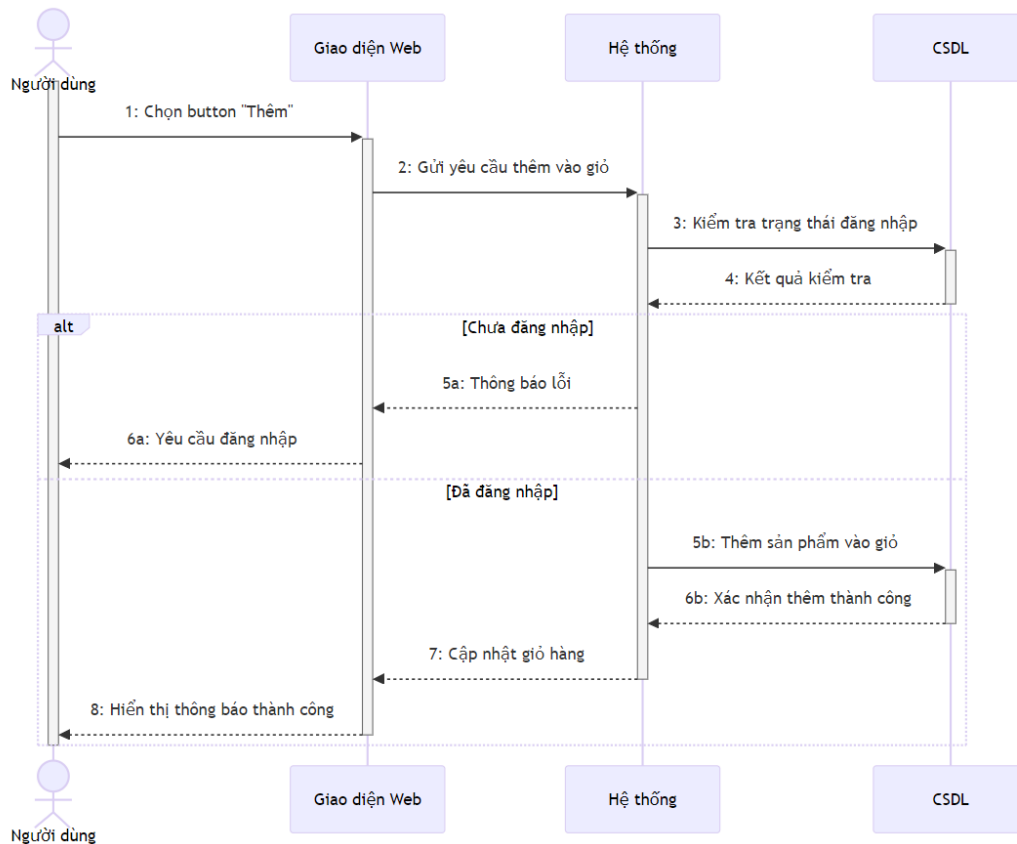 Người dùng
Giao diện Web
Hệ thống
CSDL
1: Chọn button "Thêm"
2: Gửi yêu cầu thêm vào giỏ
3: Kiểm tra trạng thái đăng nhập
4: Kết quả kiểm tra
alt
[Chưa đăng nhập]
5a: Thông báo lỗi
6a: Yêu cầu đăng nhập
[Đã đăng nhập]
5b: Thêm sản phẩm vào giỏ
6b: Xác nhận thêm thành công
7: Cập nhật giỏ hàng
8: Hiển thị thông báo thành công
Người dùng
Giao diện Web
Hệ thống
CSDL